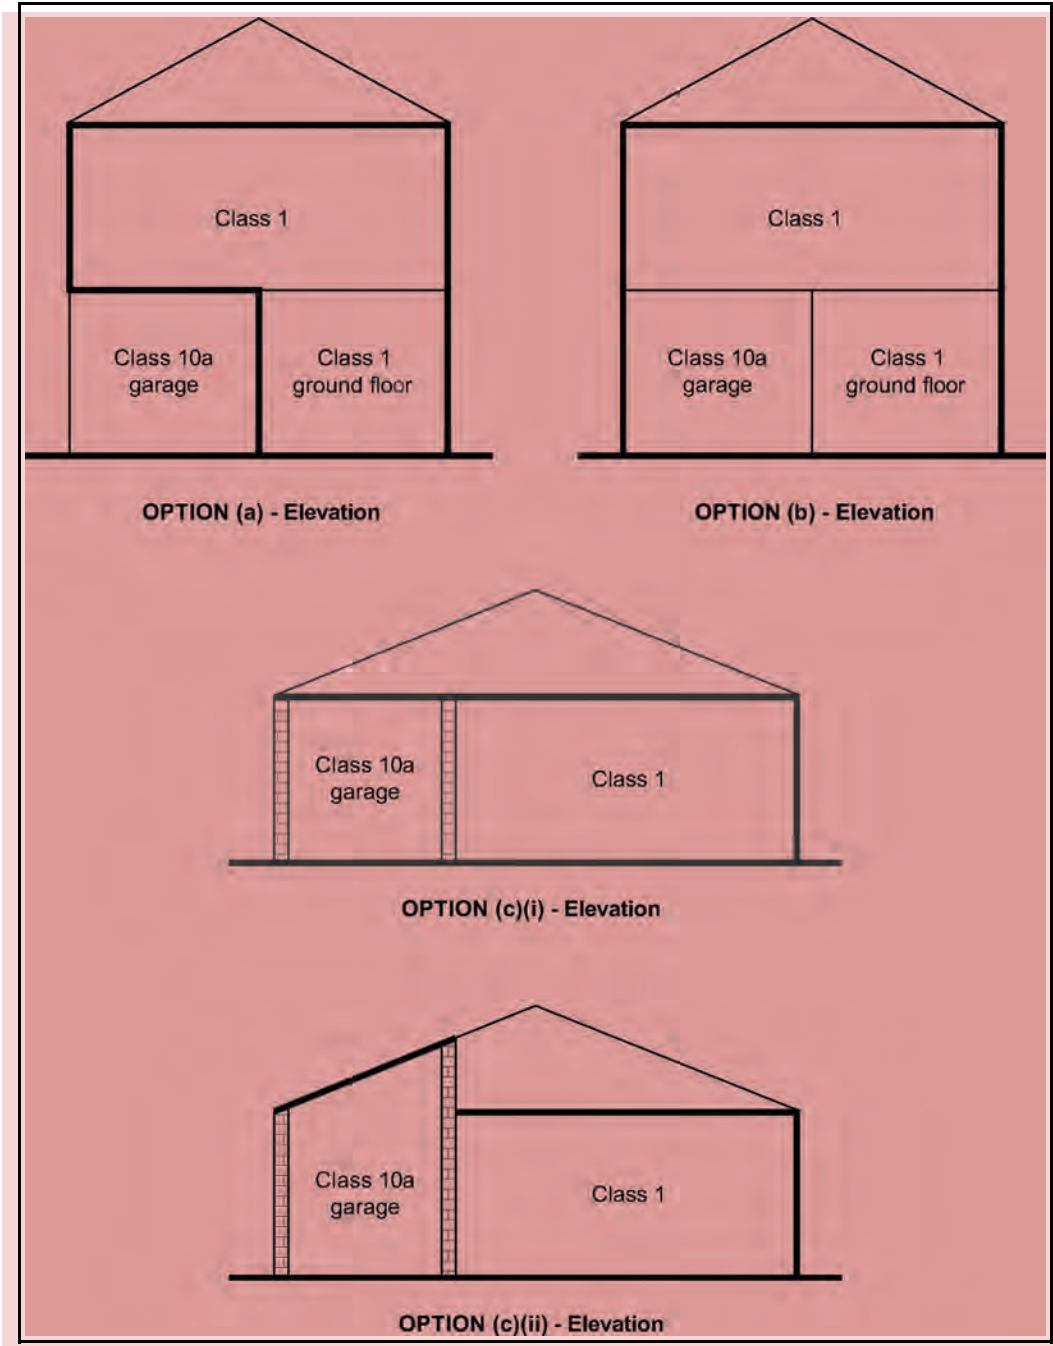 Class 1
Class 10a
garage
Class 1
ground floor
OPTION (a) - Elevation
Class 1
Class 10a
garage
Class 1
ground floor
OPTION (b) - Elevation
Class 10a
garage
Class 1
OPTION (c)(i) - Elevation
Class 10a
garage
Class 1
OPTION (c)(ii) - Elevation